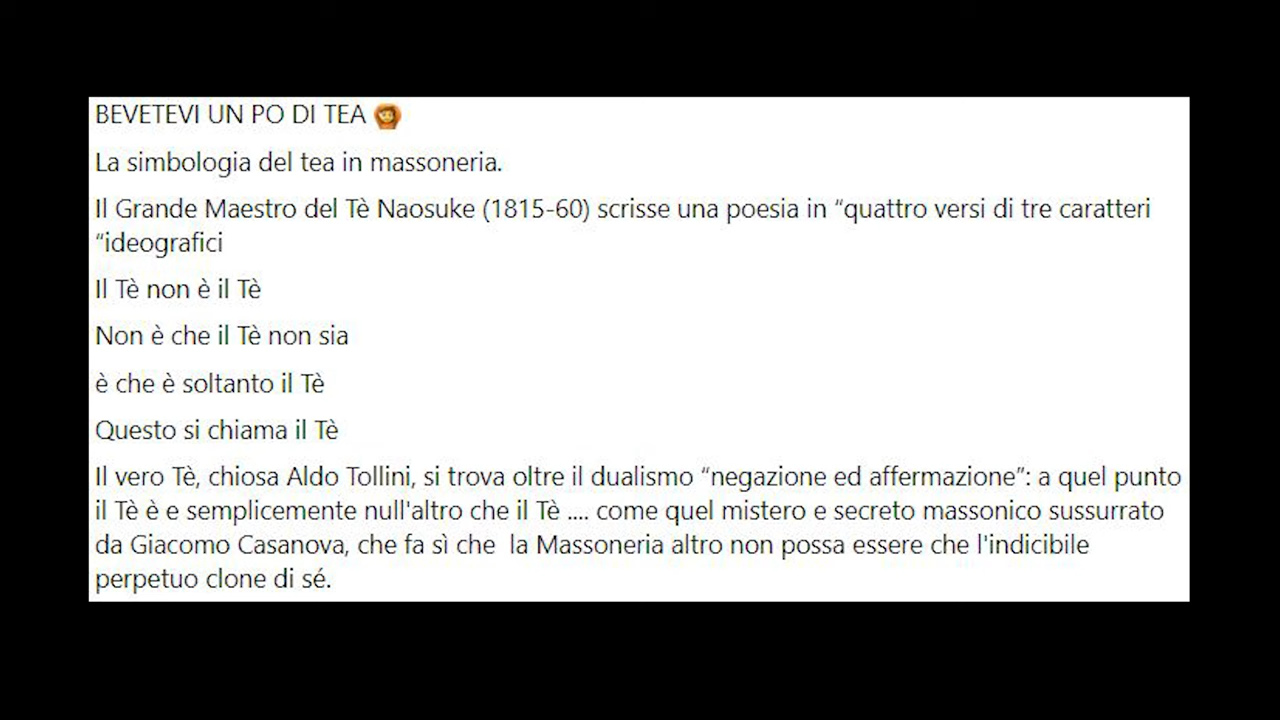 BEVETEVI UN PO DI TEA 🙆
La simbologia del tea in massoneria.
Il Grande Maestro del Tè Naosuke (1815-60) scrisse una poesia in “quattro versi di tre caratteri
“ideografici
Il Tè non è il Tè
Non è che il Tè non sia
è che è soltanto il Tè
Questo si chiama il Tè
Il vero Tè, chiosa Aldo Tollini, si trova oltre il dualismo “negazione ed affermazione”: a quel punto
il Tè è e semplicemente null'altro che il Tè .... come quel mistero e secreto massonico sussurrato
da Giacomo Casanova, che fa sì che  la Massoneria altro non possa essere che l'indicibile
perpetuo clone di sé.